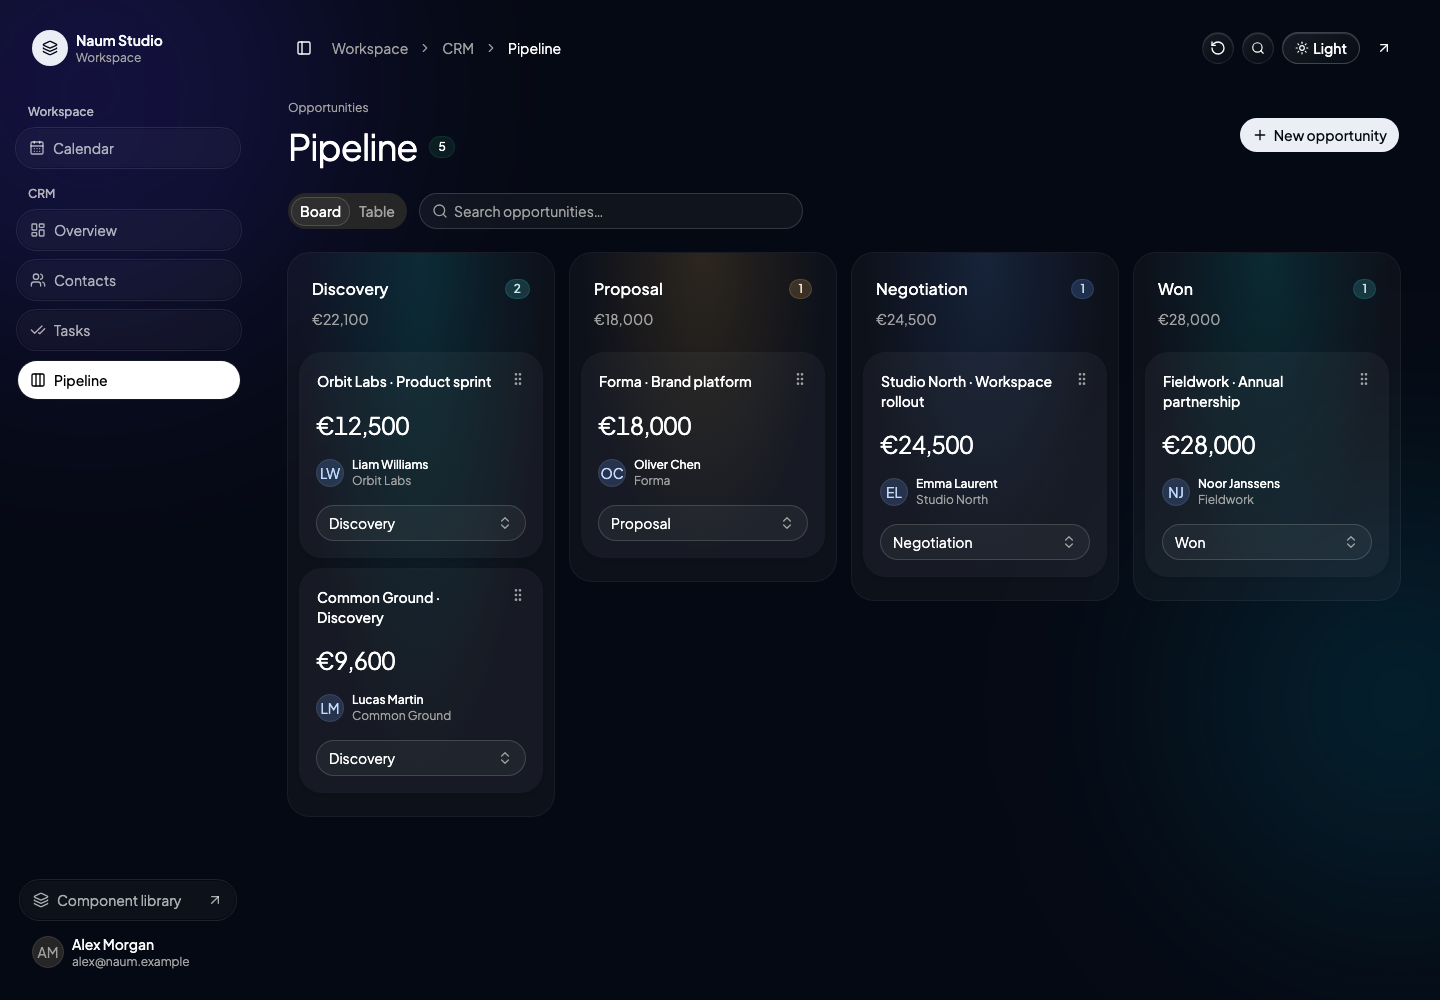 Naum Studio
Workspace
Workspace
Calendar
CRM
Overview
Contacts
Tasks
Pipeline
Component library
AM
Alex Morgan
alex@naum.example
Workspace > CRM > Pipeline
Light
Opportunities
Pipeline 5
New opportunity
Board Table
Search opportunities...
Discovery 2
€22,100
Orbit Labs · Product sprint
€12,500
LW
Liam Williams
Orbit Labs
Discovery
Common Ground ·
Discovery
€9,600
LM
Lucas Martin
Common Ground
Discovery
Proposal 1
€18,000
Forma · Brand platform
€18,000
OC
Oliver Chen
Forma
Proposal
Negotiation 1
€24,500
Studio North · Workspace
rollout
€24,500
EL
Emma Laurent
Studio North
Negotiation
Won 1
€28,000
Fieldwork · Annual
partnership
€28,000
NJ
Noor Janssens
Fieldwork
Won